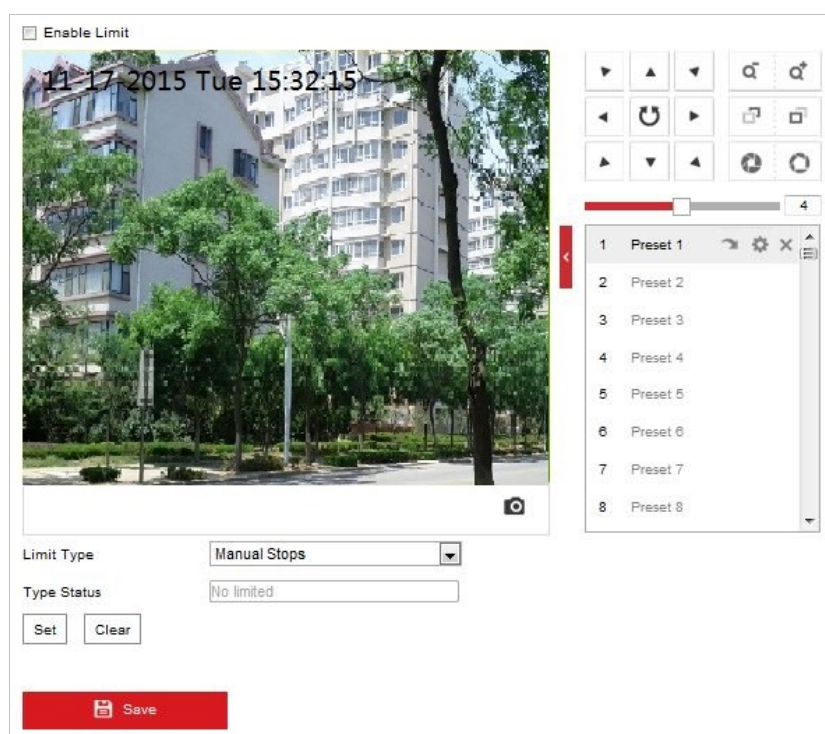 Enable Limit
11-17-2015 Tue 15:32:15
4
1 Preset 1
2 Preset 2
3 Preset 3
4 Preset 4
5 Preset 5
6 Preset 6
7 Preset 7
8 Preset 8
Limit Type Manual Stops
Type Status No limited
Set Clear
Save